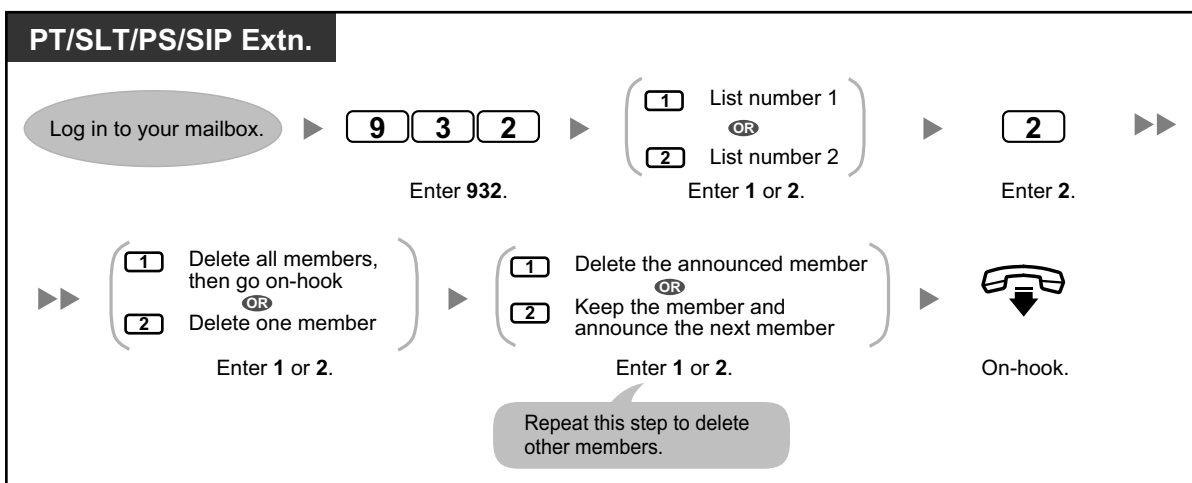 PT/SLT/PS/SIP Extn.
Log in to your mailbox.
9 3 2
Enter 932.
1 List number 1
OR
2 List number 2
Enter 1 or 2.
2
Enter 2.
1 Delete all members,
then go on-hook
OR
2 Delete one member
Enter 1 or 2.
1 Delete the announced member
OR
2 Keep the member and
announce the next member
Enter 1 or 2.
Repeat this step to delete
other members.
On-hook.